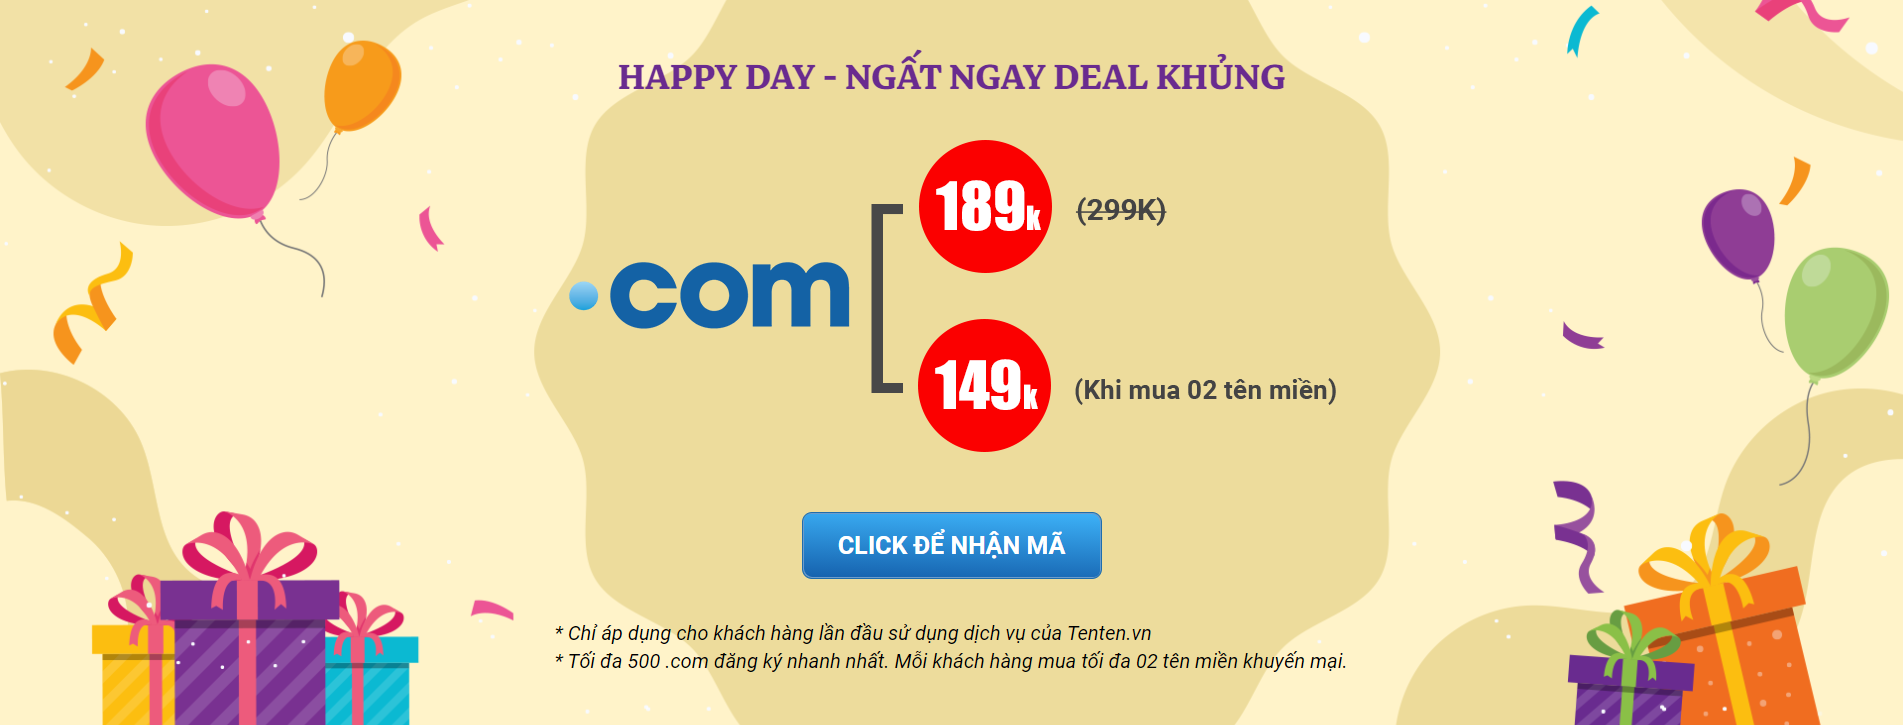 HAPPY DAY - NGẤT NGAY DEAL KHỦNG
189k (299K)
.com
149k (Khi mua 02 tên miền)
CLICK ĐỂ NHẬN MÃ
* Chỉ áp dụng cho khách hàng lần đầu sử dụng dịch vụ của Tenten.vn
* Tối đa 500 .com đăng ký nhanh nhất. Mỗi khách hàng mua tối đa 02 tên miền khuyến mại.